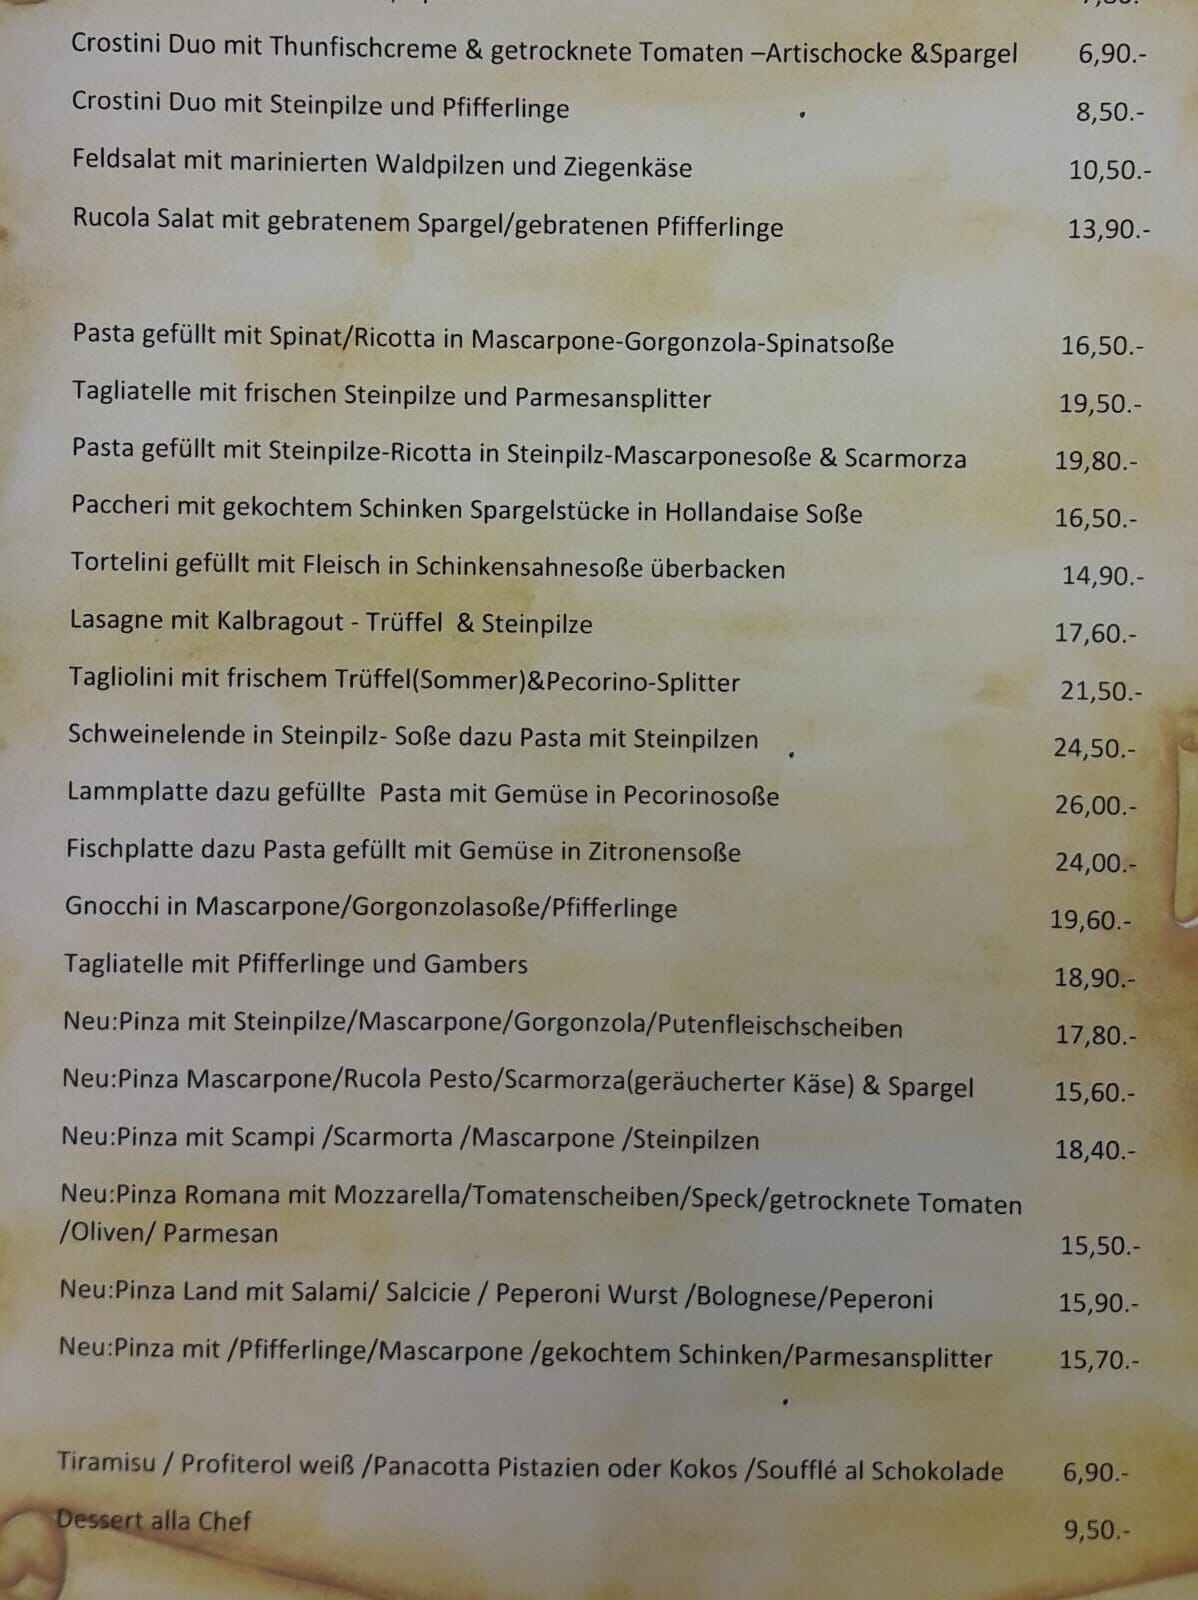 Crostini Duo mit Thunfischcreme & getrocknete Tomaten –Artischocke &Spargel 6,90.-
Crostini Duo mit Steinpilze und Pfifferlinge 8,50.-
Feldsalat mit marinierten Waldpilzen und Ziegenkäse 10,50.-
Rucola Salat mit gebratenem Spargel/gebratenen Pfifferlinge 13,90.-
Pasta gefüllt mit Spinat/Ricotta in Mascarpone-Gorgonzola-Spinatsoße 16,50.-
Tagliatelle mit frischen Steinpilze und Parmesansplitter 19,50.-
Pasta gefüllt mit Steinpilze-Ricotta in Steinpilz-Mascarponesoße & Scarmorza 19,80.-
Paccheri mit gekochtem Schinken Spargelstücke in Hollandaise Soße 16,50.-
Tortelini gefüllt mit Fleisch in Schinkensahnesoße überbacken 14,90.-
Lasagne mit Kalbragout - Trüffel & Steinpilze 17,60.-
Tagliolini mit frischem Trüffel(Sommer)&Pecorino-Splitter 21,50.-
Schweinelende in Steinpilz- Soße dazu Pasta mit Steinpilzen 24,50.-
Lammplatte dazu gefüllte Pasta mit Gemüse in Pecorinosoße 26,00.-
Fischplatte dazu Pasta gefüllt mit Gemüse in Zitronensoße 24,00.-
Gnocchi in Mascarpone/Gorgonzolasoße/Pfifferlinge 19,60.-
Tagliatelle mit Pfifferlinge und Gambers 18,90.-
Neu:Pinza mit Steinpilze/Mascarpone/Gorgonzola/Putenfleischscheiben 17,80.-
Neu:Pinza Mascarpone/Rucola Pesto/Scarmorza(geräucherter Käse) & Spargel 15,60.-
Neu:Pinza mit Scampi /Scarmorta /Mascarpone /Steinpilzen 18,40.-
Neu:Pinza Romana mit Mozzarella/Tomatenscheiben/Speck/getrocknete Tomaten
/Oliven/ Parmesan 15,50.-
Neu:Pinza Land mit Salami/ Salcicie / Peperoni Wurst /Bolognese/Peperoni 15,90.-
Neu:Pinza mit /Pfifferlinge/Mascarpone /gekochtem Schinken/Parmesansplitter 15,70.-
Tiramisu / Profiterol weiß /Panacotta Pistazien oder Kokos /Soufflé al Schokolade 6,90.-
Dessert alla Chef 9,50.-